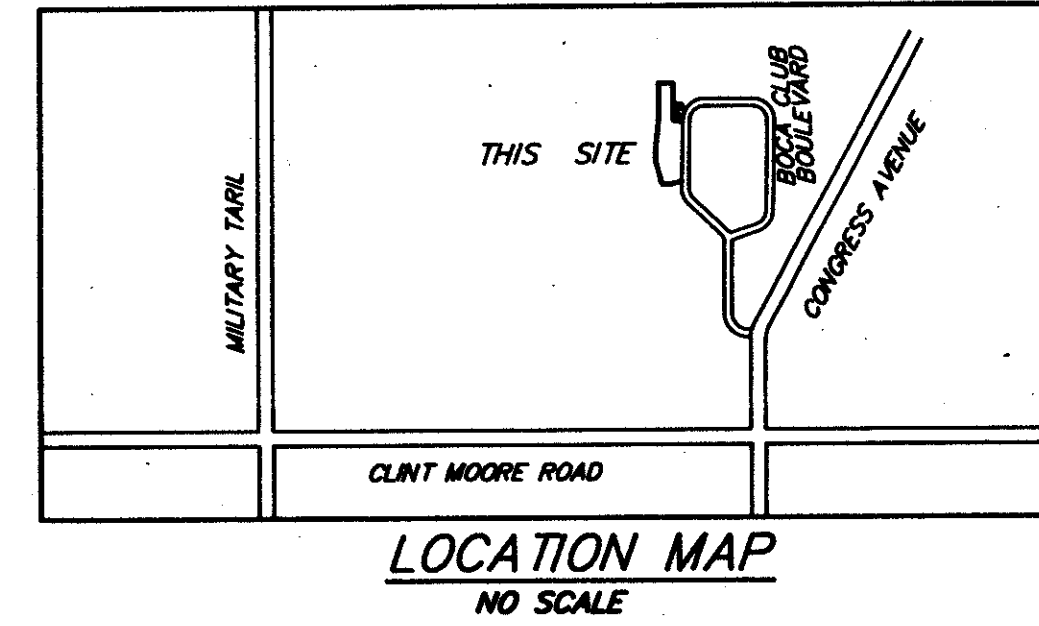 BOCA CLUB
BOULEVARD
THIS SITE
MILITARY TARIL
CONGRESS AVENUE
CLINT MOORE ROAD
LOCATION MAP
NO SCALE